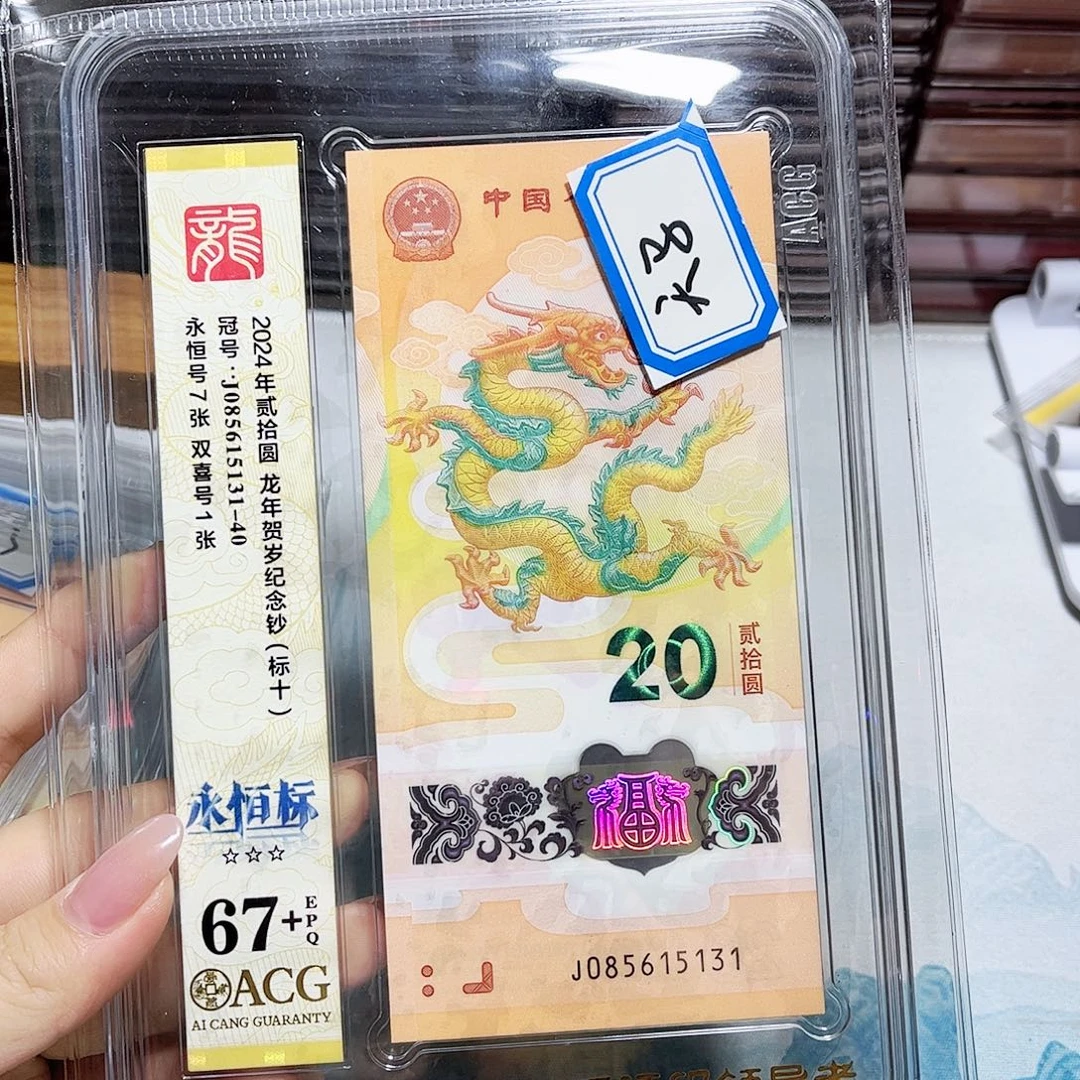 龍
2024年贰拾圆 龙年贺岁纪念钞(标十)
冠号:J085615131-40
永恒号7张 双喜号1张
永恒标
☆☆☆
67+
EPQ
ACG
AI CANG GUARANTY
中国
20
贰拾圆
J085615131
ACG